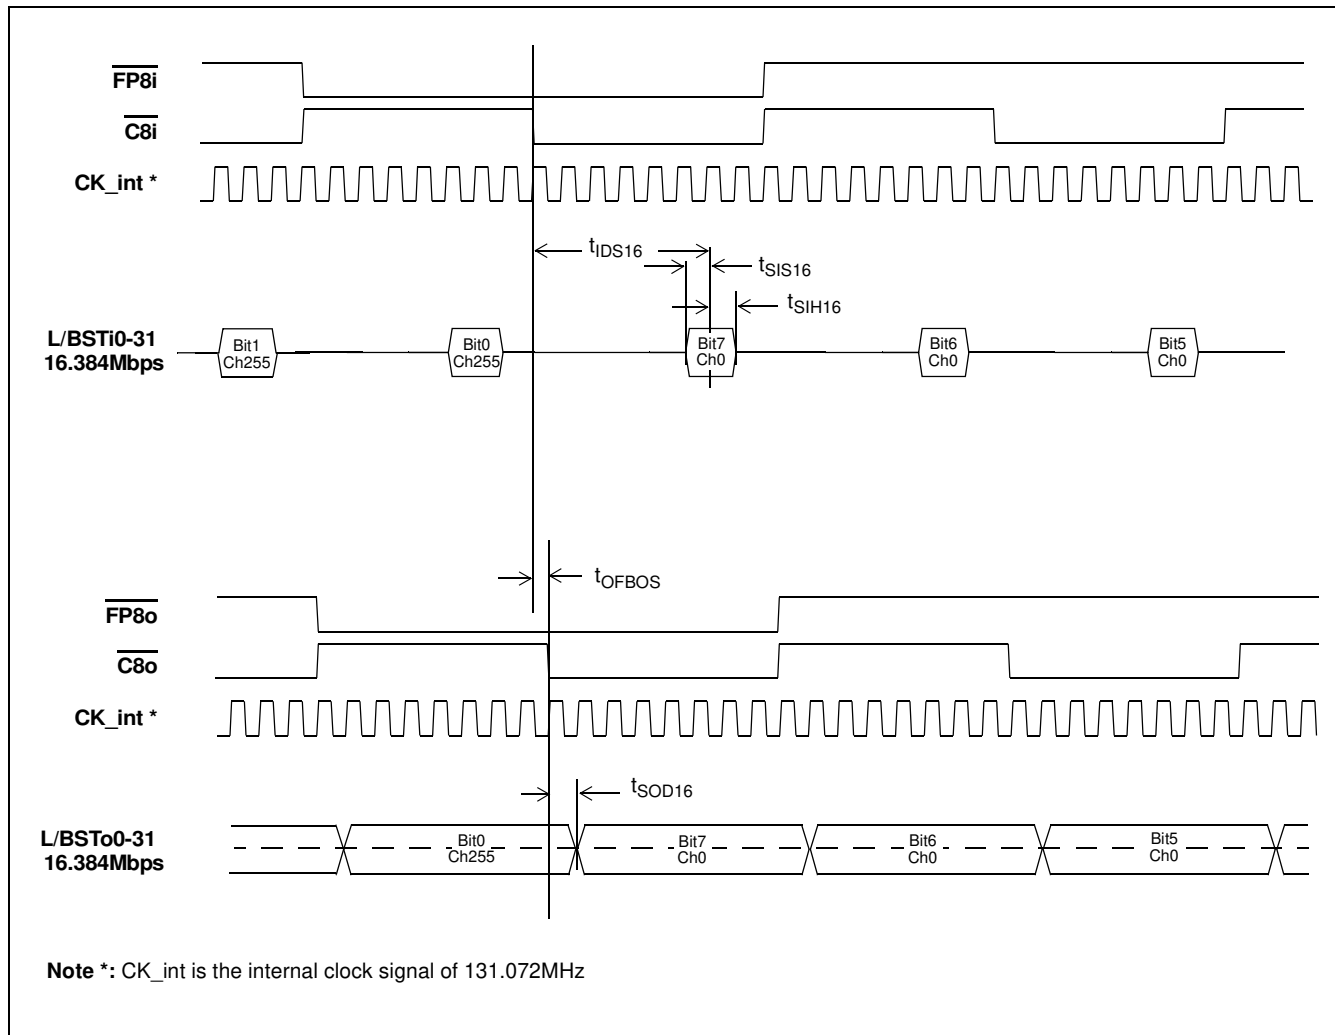 FP8i
C8i
CK_int *
tIDS16
tSIS16
tSIH16
L/BSTi0-31
16.384Mbps
Bit1
Ch255
Bit0
Ch255
Bit7
Ch0
Bit6
Ch0
Bit5
Ch0
tOFBOS
FP8o
C8o
CK_int *
tSOD16
L/BSTo0-31
16.384Mbps
Bit0
Ch255
Bit7
Ch0
Bit6
Ch0
Bit5
Ch0
Note *: CK_int is the internal clock signal of 131.072MHz